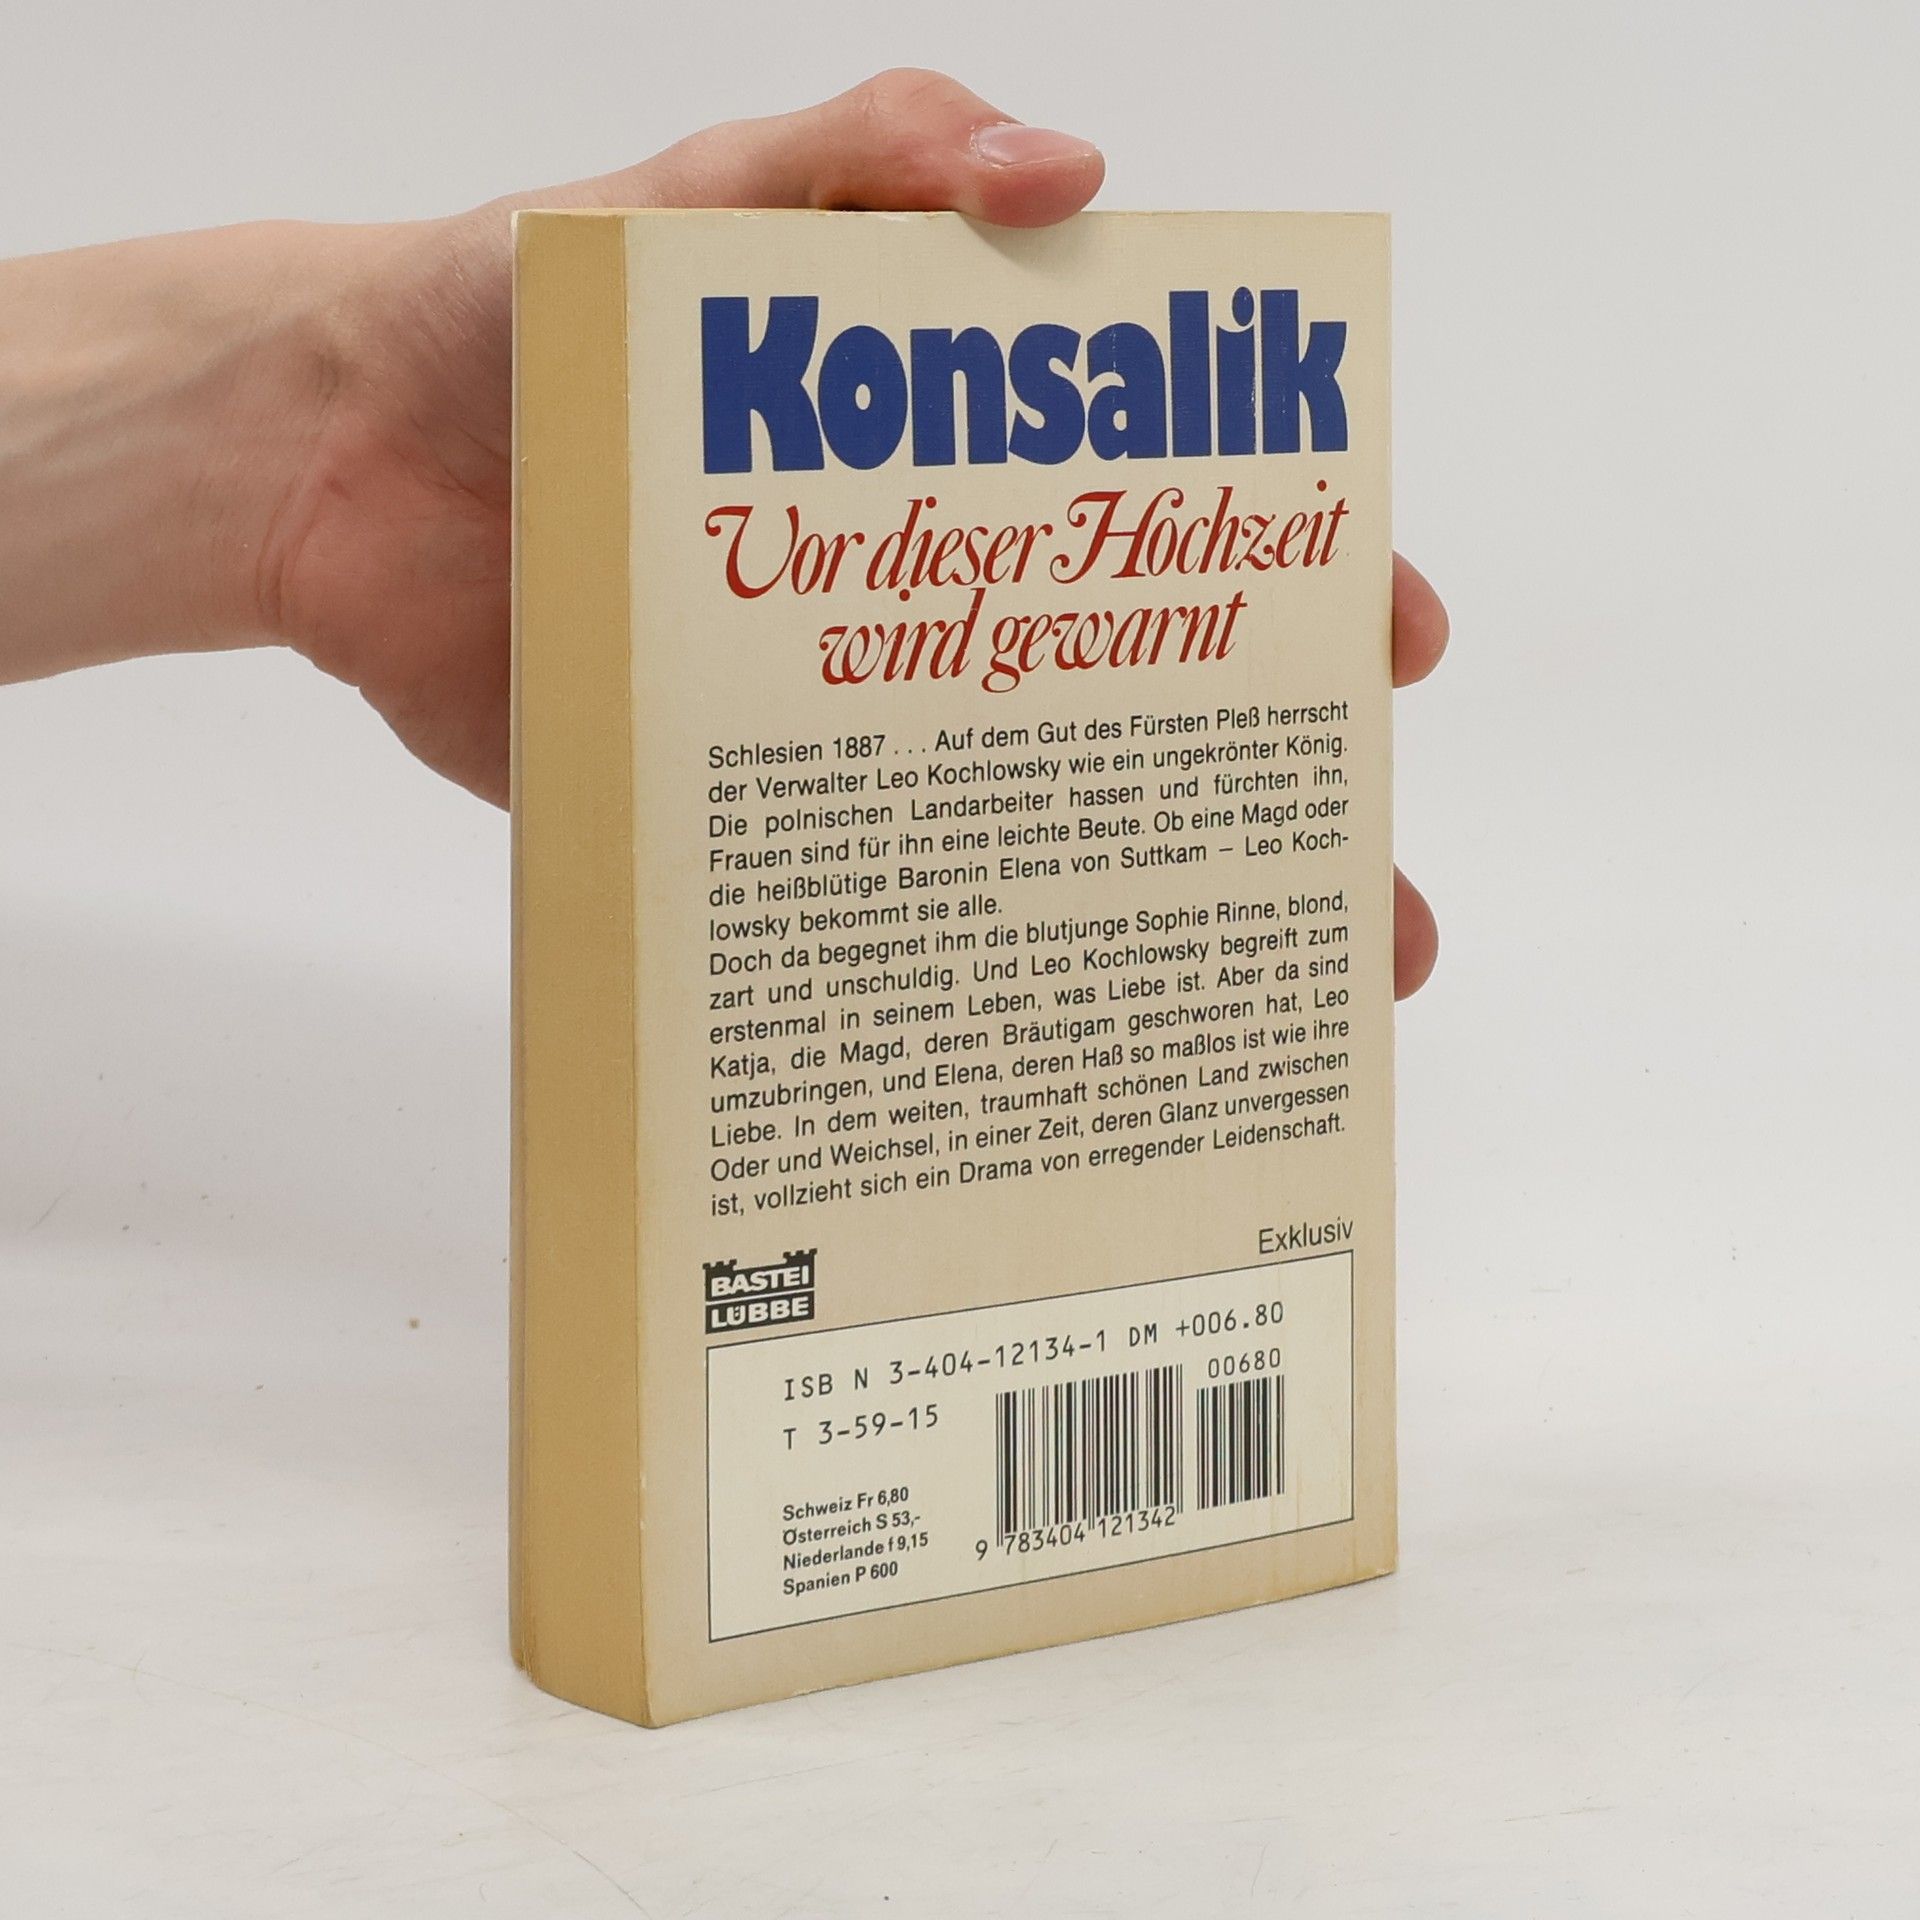 Konsalik
Vor dieser Hochzeit
wird gewarnt
Schlesien 1887 . . . Auf dem Gut des Fürsten Pleß herrscht
der Verwalter Leo Kochlowsky wie ein ungekrönter König.
Die polnischen Landarbeiter hassen und fürchten ihn,
Frauen sind für ihn eine leichte Beute. Ob eine Magd oder
die heißblütige Baronin Elena von Suttkam – Leo Koch-
lowsky bekommt sie alle.
Doch da begegnet ihm die blutjunge Sophie Rinne, blond,
zart und unschuldig. Und Leo Kochlowsky begreift zum
erstenmal in seinem Leben, was Liebe ist. Aber da sind
Katja, die Magd, deren Bräutigam geschworen hat, Leo
umzubringen, und Elena, deren Haß so maßlos ist wie ihre
Liebe. In dem weiten, traumhaft schönen Land zwischen
Oder und Weichsel, in einer Zeit, deren Glanz unvergessen
ist, vollzieht sich ein Drama von erregender Leidenschaft.
Exklusiv
BASTEI
LÜBBE
ISB N 3-404-12134-1 DM +006.80
T 3-59-15
00680
Schweiz Fr 6,80
Österreich S 53,-
Niederlande f 9,15
Spanien P 600
9 783404 121342